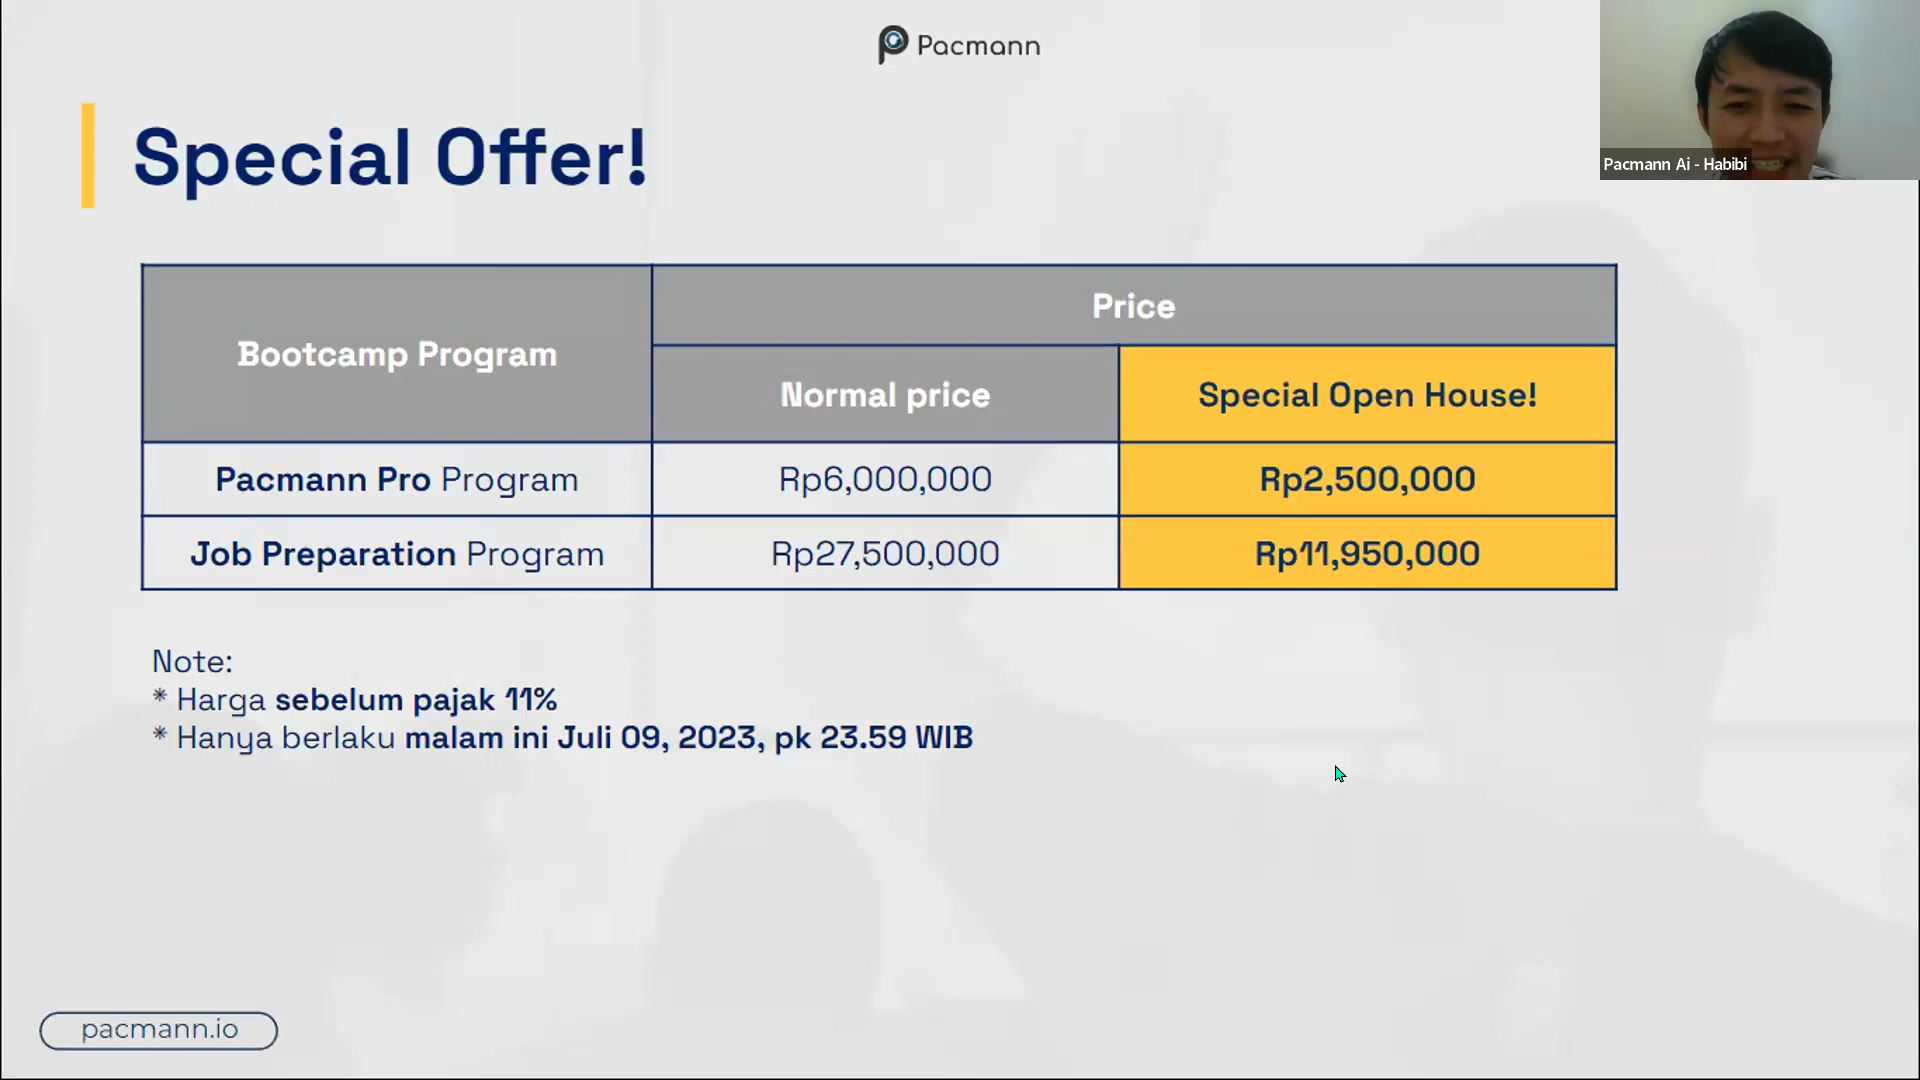 Pacmann
Pacmann Ai - Habibi
Special Offer!
Bootcamp Program
Price
Normal price
Special Open House!
Pacmann Pro Program
Rp6,000,000
Rp2,500,000
Job Preparation Program
Rp27,500,000
Rp11,950,000
Note:
* Harga sebelum pajak 11%
* Hanya berlaku malam ini Juli 09, 2023, pk 23.59 WIB
pacmann.io